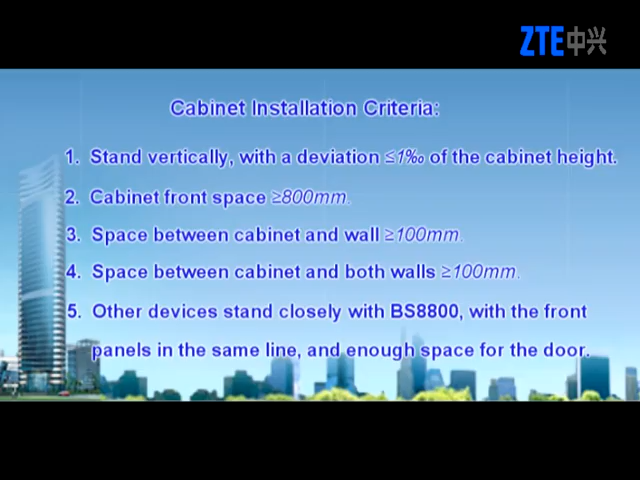 ZTE中兴
Cabinet Installation Criteria:
1. Stand vertically, with a deviation ≤1‰ of the cabinet height.
2. Cabinet front space ≥800mm.
3. Space between cabinet and wall ≥100mm.
4. Space between cabinet and both walls ≥100mm.
5. Other devices stand closely with BS8800, with the front
panels in the same line, and enough space for the door.